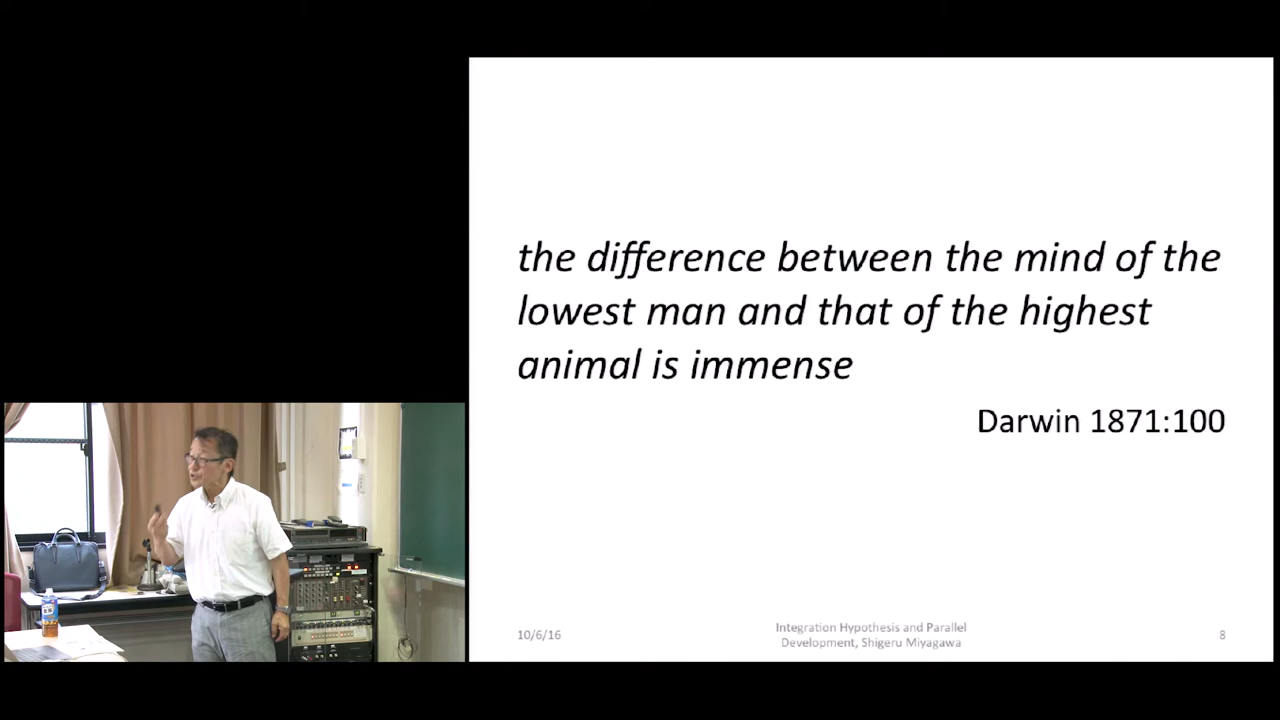 the difference between the mind of the
lowest man and that of the highest
animal is immense
Darwin 1871:100
10/6/16
Integration Hypothesis and Parallel
Development, Shigeru Miyagawa
8